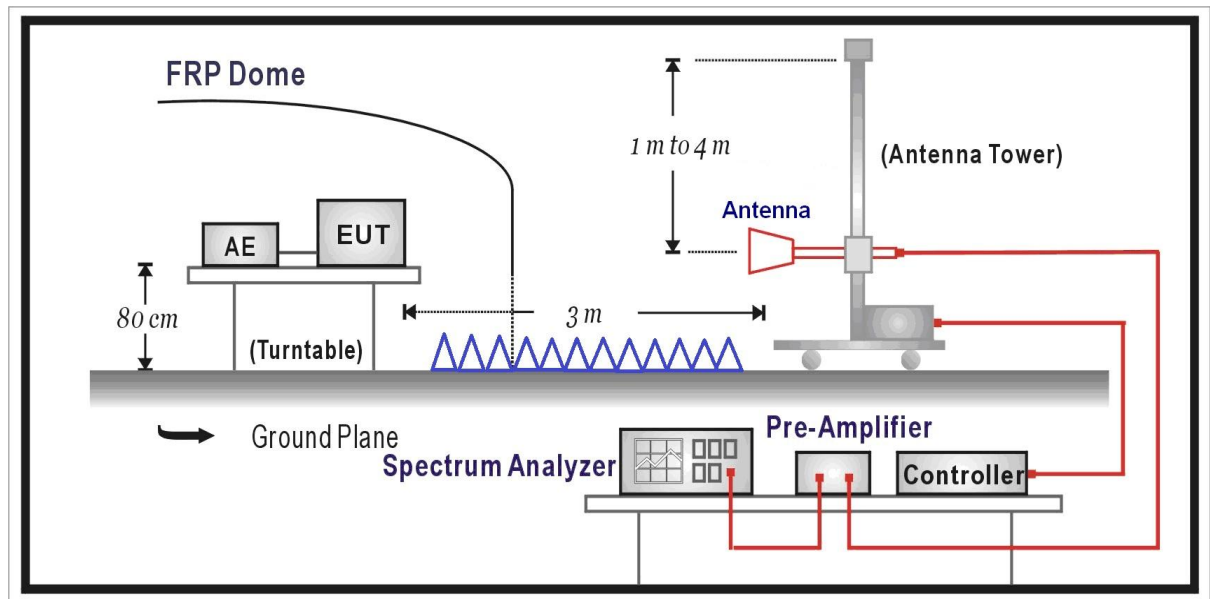 FRP Dome
1 m to 4 m
(Antenna Tower)
Antenna
AE
EUT
80 cm
3 m
(Turntable)
Ground Plane
Pre-Amplifier
Spectrum Analyzer
Controller